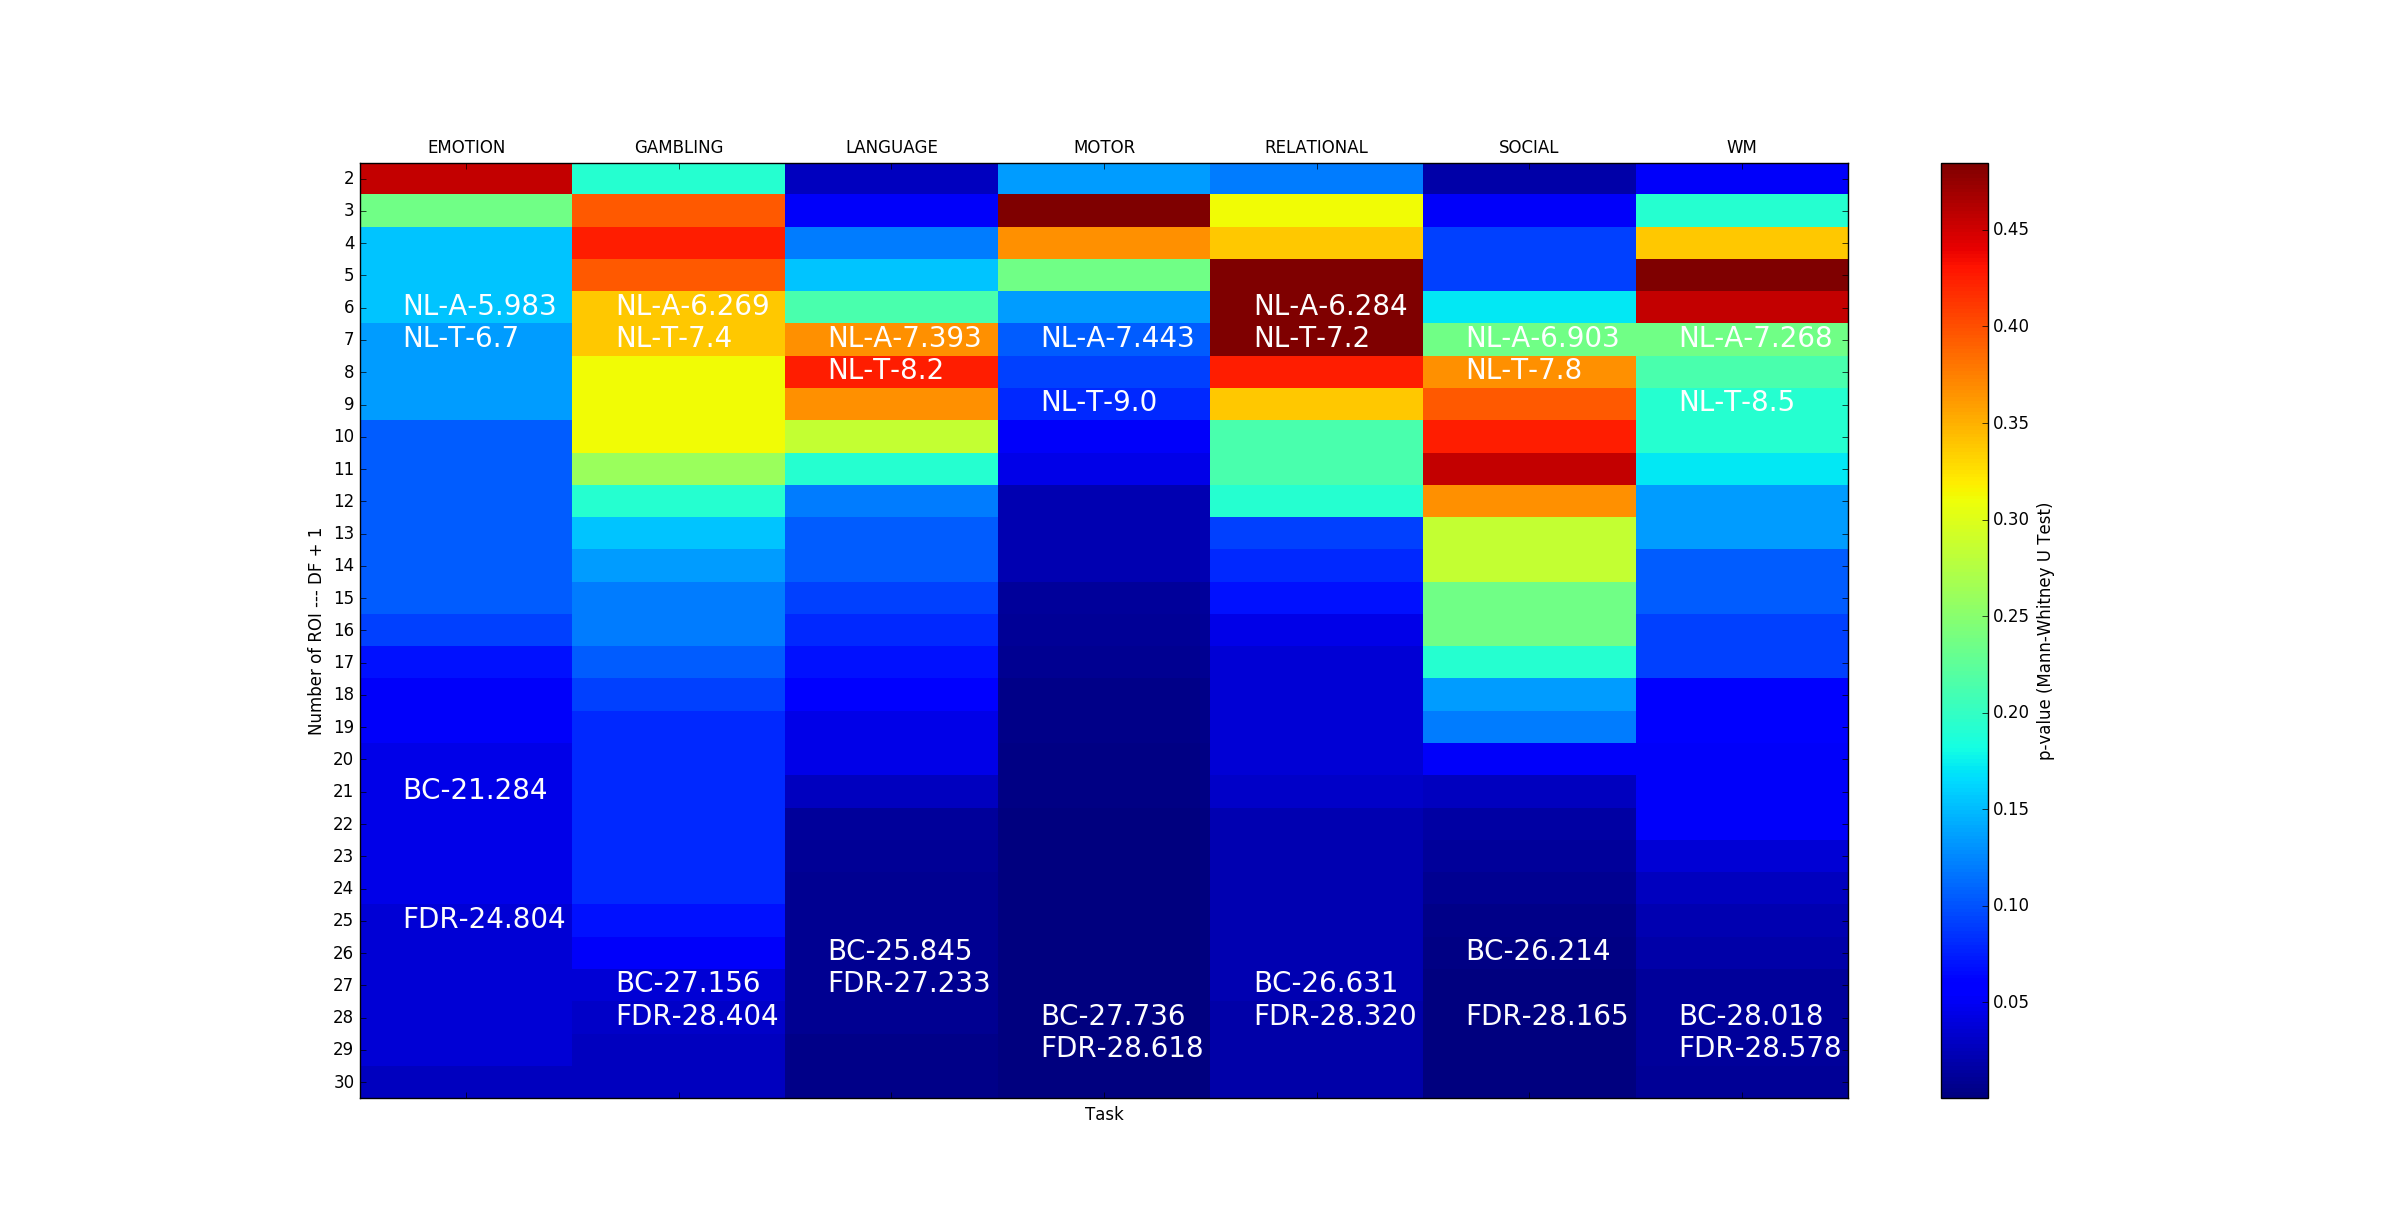 EMOTION GAMBLING LANGUAGE MOTOR RELATIONAL SOCIAL WM
2
3
4
5
6 NL-A-5.983 NL-A-6.269 NL-A-6.284
7 NL-T-6.7 NL-T-7.4 NL-A-7.393 NL-A-7.443 NL-T-7.2 NL-A-6.903 NL-A-7.268
8 NL-T-8.2 NL-T-7.8
9 NL-T-9.0 NL-T-8.5
10
11
12
13
14
15
16
17
18
19
20
21 BC-21.284
22
23
24
25 FDR-24.804
26 BC-25.845 BC-26.214
27 BC-27.156 FDR-27.233 BC-26.631
28 FDR-28.404 BC-27.736 FDR-28.320 FDR-28.165 BC-28.018
29 FDR-28.618 FDR-28.578
30
Number of ROI --- DF + 1
Task
0.45
0.40
0.35
0.30
0.25
0.20
0.15
0.10
0.05
p-value (Mann-Whitney U Test)